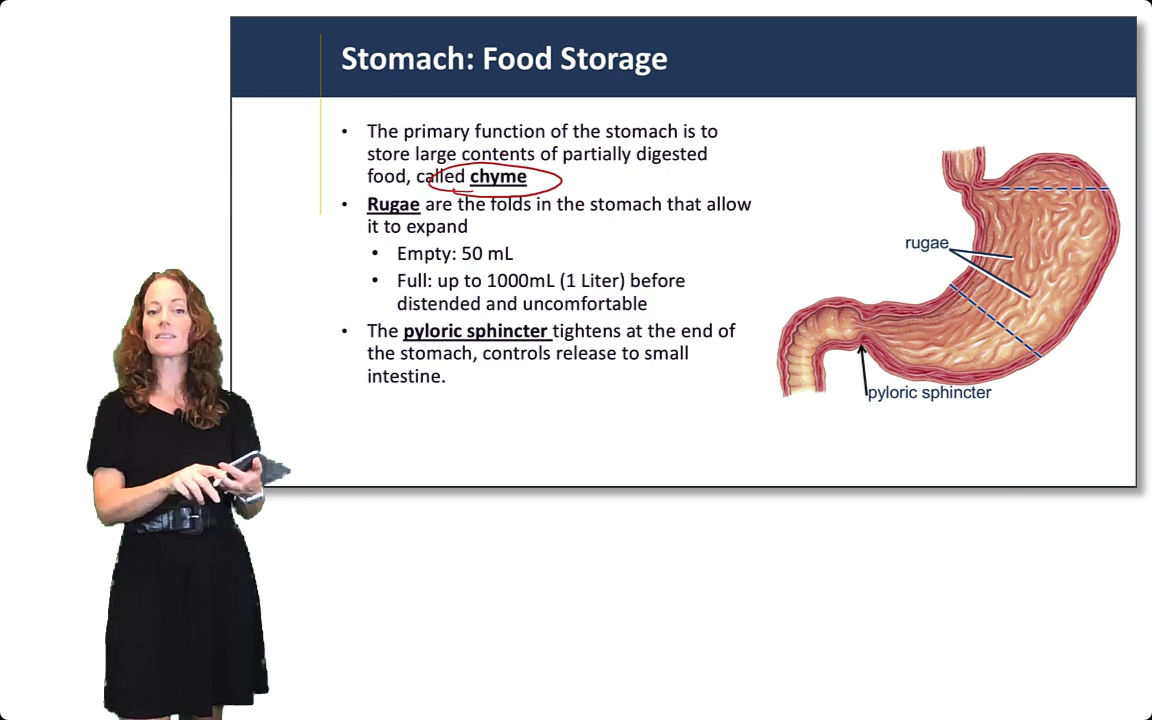 Stomach: Food Storage
• The primary function of the stomach is to
store large contents of partially digested
food, called chyme
• Rugae are the folds in the stomach that allow
it to expand
• Empty: 50 mL
• Full: up to 1000mL (1 Liter) before
distended and uncomfortable
• The pyloric sphincter tightens at the end of
the stomach, controls release to small
intestine.
rugae
pyloric sphincter